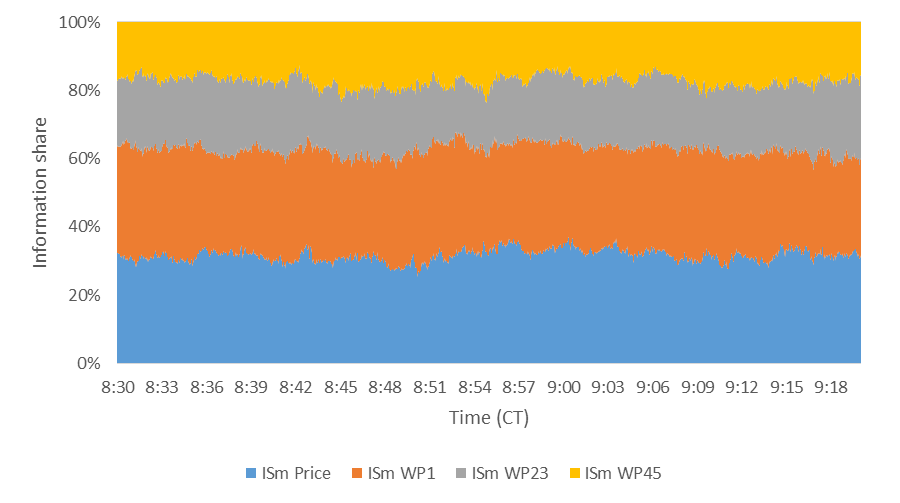 100%
80%
60%
40%
20%
0%
Information share
8:30 8:33 8:36 8:39 8:42 8:45 8:48 8:51 8:54 8:57 9:00 9:03 9:06 9:09 9:12 9:15 9:18
Time (CT)
ISm Price ISm WP1 ISm WP23 ISm WP45